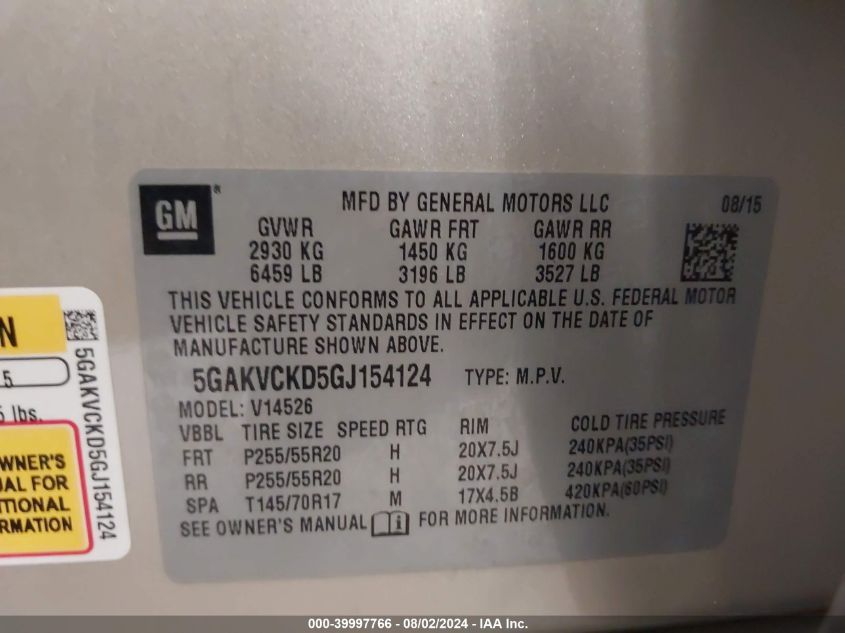 GM®
MFD BY GENERAL MOTORS LLC 08/15
GVWR GAWR FRT GAWR RR
2930 KG 1450 KG 1600 KG
6459 LB 3196 LB 3527 LB
THIS VEHICLE CONFORMS TO ALL APPLICABLE U.S. FEDERAL MOTOR
VEHICLE SAFETY STANDARDS IN EFFECT ON THE DATE OF
MANUFACTURE SHOWN ABOVE.
5GAKVCKD5GJ154124 TYPE: M.P.V.
MODEL: V14526
VBBL TIRE SIZE SPEED RTG RIM COLD TIRE PRESSURE
FRT P255/55R20 H 20X7.5J 240KPA(35PSI)
RR P255/55R20 H 20X7.5J 240KPA(35PSI)
SPA T145/70R17 M 17X4.5B 420KPA(60PSI)
SEE OWNER'S MANUAL FOR MORE INFORMATION.
N
.5
5 lbs.
WNER'S
UAL FOR
ITIONAL
RMATION
5GAKVCKD5GJ154124
000-39997766 - 08/02/2024 - IAA Inc.